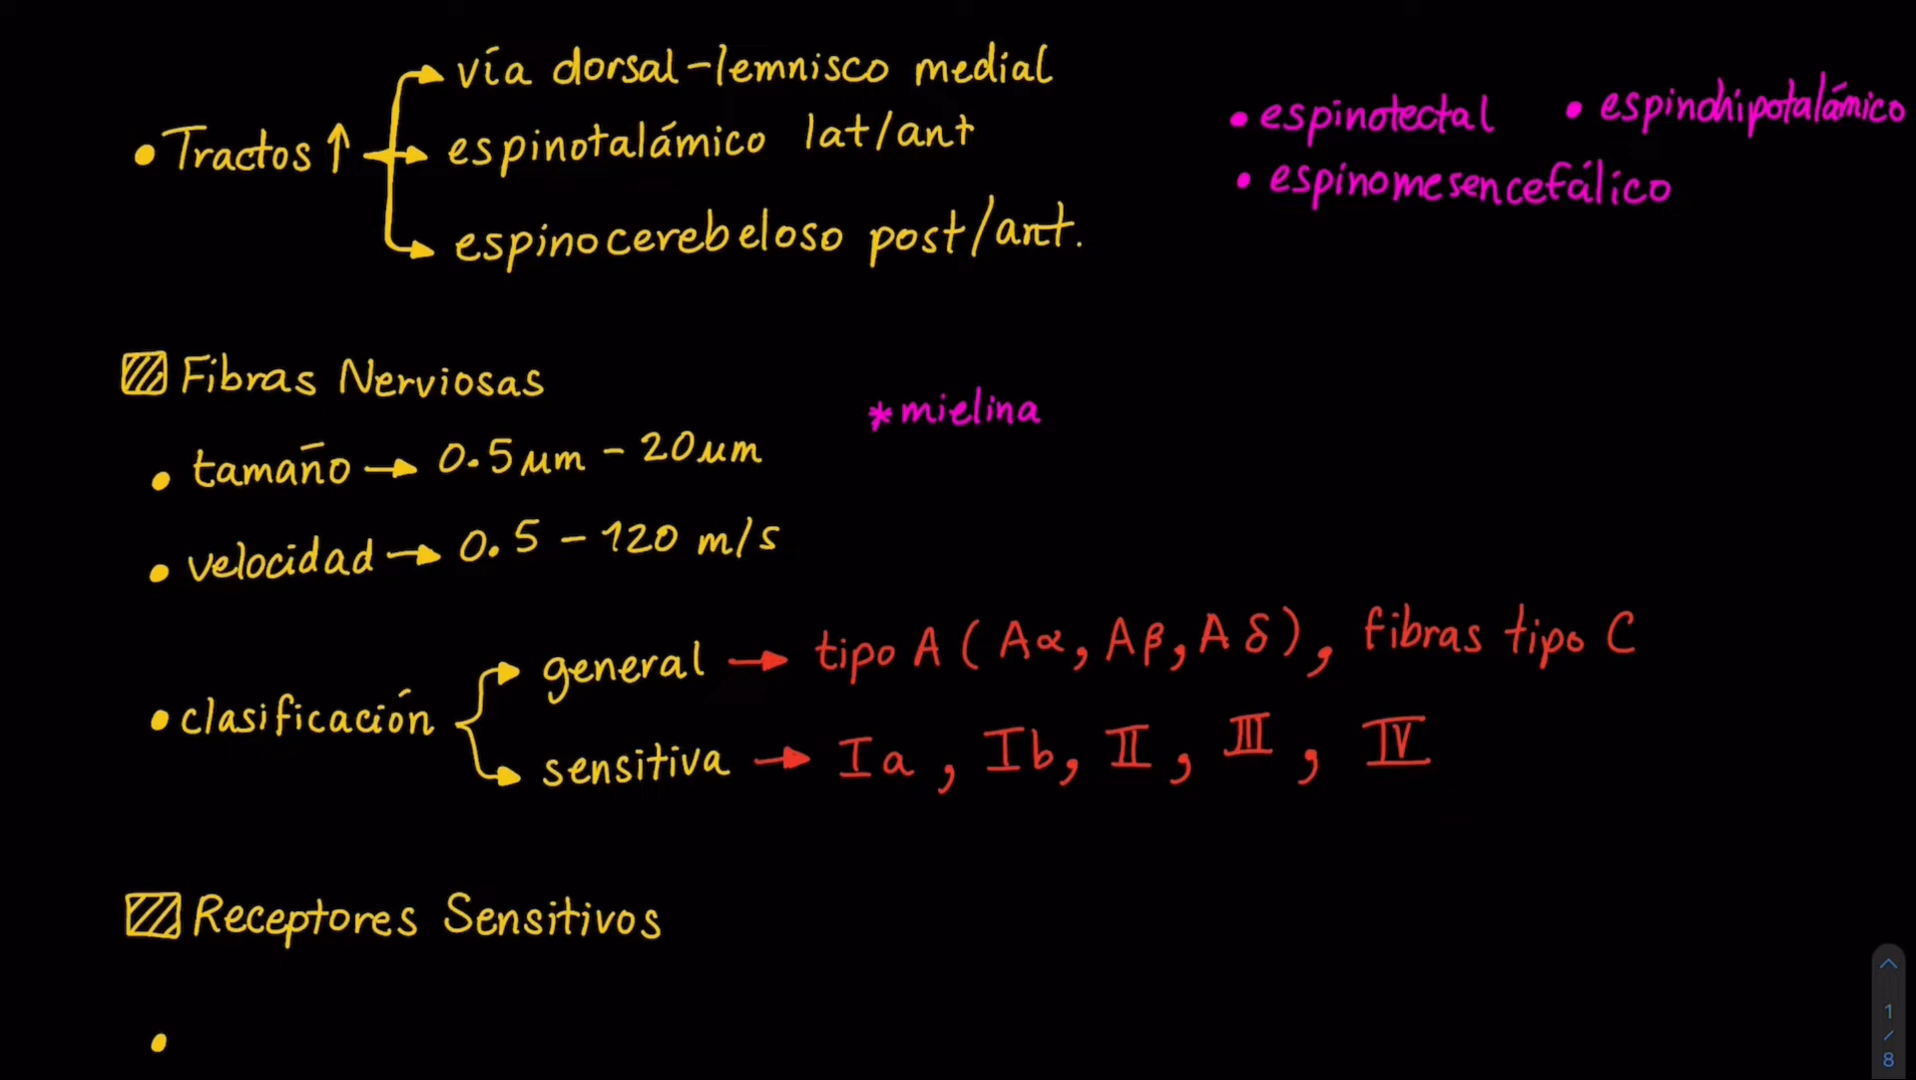 vía dorsal-lemnisco medial
• Tractos ↑ → espinotalámico lat/ant
espinocerebeloso post/ant.
• espinotectal • espinohipotalámico
• espinomesencefálico
Fibras Nerviosas
*mielina
• tamaño → 0.5 μm - 20 μm
• velocidad → 0.5 - 120 m/s
• clasificación
general → tipo A (Aα, Aβ, Aδ), fibras tipo C
sensitiva → Ia, Ib, II, III, IV
Receptores Sensitivos
•
1
/
8